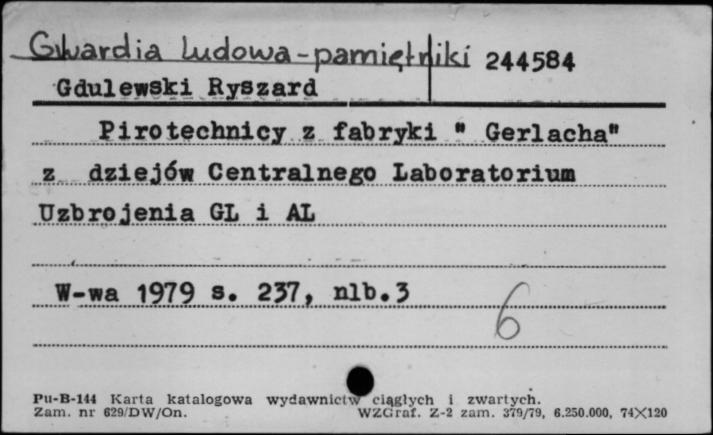 Gwardia Ludowa - pamiętniki 244584
Gdulewski Ryszard
Pirotechnicy z fabryki " Gerlacha"
z dziejów Centralnego Laboratorium
Uzbrojenia GL i AL
W-wa 1979 s. 237, nlb.3
6
Pu-B-144 Karta katalogowa wydawnictw ciągłych i zwartych.
Zam. nr 629/DW/On. WZGraf. Z-2 zam. 379/79, 6.250.000, 74×120